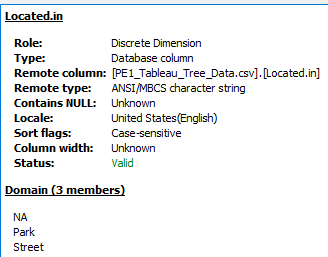 Located.in
Role: Discrete Dimension
Type: Database column
Remote column: [PE1_Tableau_Tree_Data.csv].[Located.in]
Remote type: ANSI/MBCS character string
Contains NULL: Unknown
Locale: United States(English)
Sort flags: Case-sensitive
Column width: Unknown
Status: Valid
Domain (3 members)
NA
Park
Street